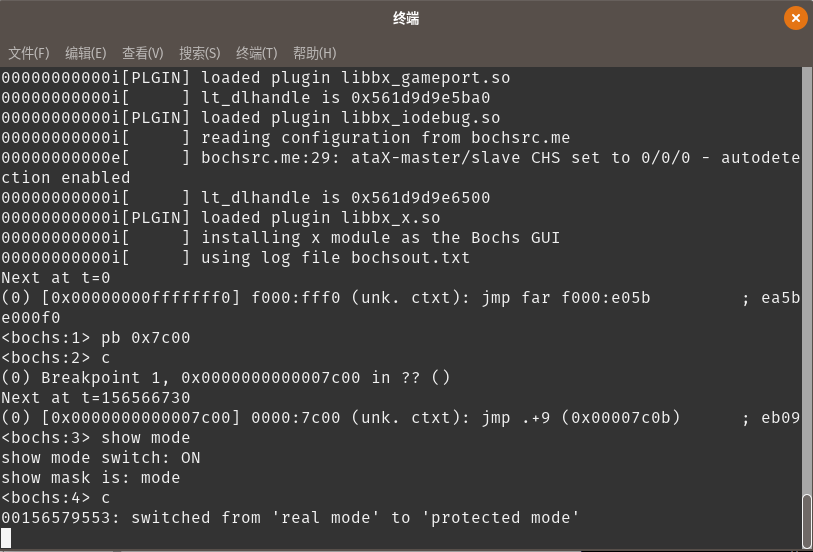 终端
文件(F) 编辑(E) 查看(V) 搜索(S) 终端(T) 帮助(H)
00000000000i[PLGIN] loaded plugin libbx_gameport.so
00000000000i[     ] lt_dlhandle is 0x561d9d9e5ba0
00000000000i[PLGIN] loaded plugin libbx_iodebug.so
00000000000i[     ] reading configuration from bochsrc.me
00000000000e[     ] bochsrc.me:29: ataX-master/slave CHS set to 0/0/0 - autodete
ction enabled
00000000000i[     ] lt_dlhandle is 0x561d9d9e6500
00000000000i[PLGIN] loaded plugin libbx_x.so
00000000000i[     ] installing x module as the Bochs GUI
00000000000i[     ] using log file bochsout.txt
Next at t=0
(0) [0x00000000fffffff0] f000:fff0 (unk. ctxt): jmp far f000:e05b         ; ea5b
e000f0
<bochs:1> pb 0x7c00
<bochs:2> c
(0) Breakpoint 1, 0x0000000000007c00 in ?? ()
Next at t=156566730
(0) [0x0000000000007c00] 0000:7c00 (unk. ctxt): jmp .+9 (0x00007c0b)      ; eb09
<bochs:3> show mode
show mode switch: ON
show mask is: mode
<bochs:4> c
00156579553: switched from 'real mode' to 'protected mode'